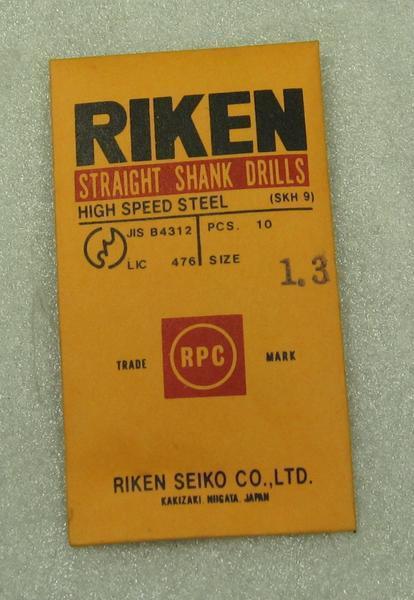 RIKEN
STRAIGHT SHANK DRILLS
HIGH SPEED STEEL (SKH 9)
JIS B4312 PCS. 10
LIC 476 SIZE 1.3
TRADE RPC MARK
RIKEN SEIKO CO.,LTD.
KAKIZAKI. NIIGATA. JAPAN